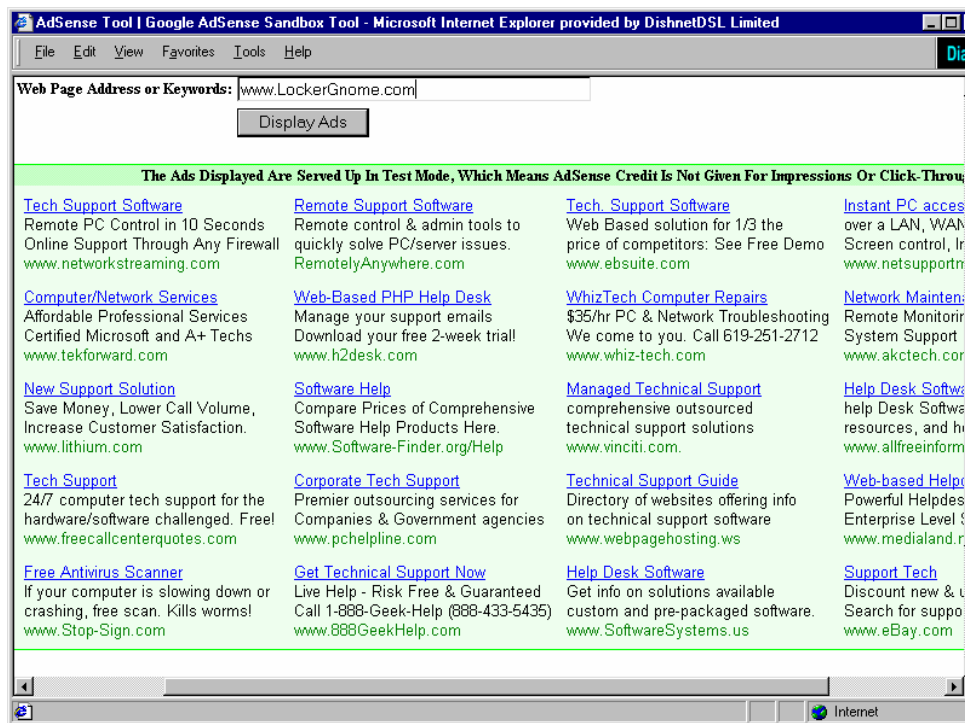 AdSense Tool | Google AdSense Sandbox Tool - Microsoft Internet Explorer provided by DishnetDSL Limited
File Edit View Favorites Tools Help
Dia
Web Page Address or Keywords: www.LockerGnome.com
Display Ads
The Ads Displayed Are Served Up In Test Mode, Which Means AdSense Credit Is Not Given For Impressions Or Click-Throu
Tech Support Software
Remote PC Control in 10 Seconds
Online Support Through Any Firewall
www.networkstreaming.com
Remote Support Software
Remote control & admin tools to
quickly solve PC/server issues.
RemotelyAnywhere.com
Tech. Support Software
Web Based solution for 1/3 the
price of competitors: See Free Demo
www.ebsuite.com
Instant PC acces
over a LAN, WAN
Screen control, In
www.netsupportm
Computer/Network Services
Affordable Professional Services
Certified Microsoft and A+ Techs
www.tekforward.com
Web-Based PHP Help Desk
Manage your support emails
Download your free 2-week trial!
www.h2desk.com
WhizTech Computer Repairs
$35/hr PC & Network Troubleshooting
We come to you. Call 619-251-2712
www.whiz-tech.com
Network Maintena
Remote Monitorin
System Support
www.akctech.com
New Support Solution
Save Money, Lower Call Volume,
Increase Customer Satisfaction.
www.lithium.com
Software Help
Compare Prices of Comprehensive
Software Help Products Here.
www.Software-Finder.org/Help
Managed Technical Support
comprehensive outsourced
technical support solutions
www.vinciti.com.
Help Desk Softwa
help Desk Softwa
resources, and he
www.allfreeinform
Tech Support
24/7 computer tech support for the
hardware/software challenged. Free!
www.freecallcenterquotes.com
Corporate Tech Support
Premier outsourcing services for
Companies & Government agencies
www.pchelpline.com
Technical Support Guide
Directory of websites offering info
on technical support software
www.webpagehosting.ws
Web-based Helpd
Powerful Helpdes
Enterprise Level S
www.medialand.r
Free Antivirus Scanner
If your computer is slowing down or
crashing, free scan. Kills worms!
www.Stop-Sign.com
Get Technical Support Now
Live Help - Risk Free & Guaranteed
Call 1-888-Geek-Help (888-433-5435)
www.888GeekHelp.com
Help Desk Software
Get info on solutions available
custom and pre-packaged software.
www.SoftwareSystems.us
Support Tech
Discount new & u
Search for suppo
www.eBay.com
Internet